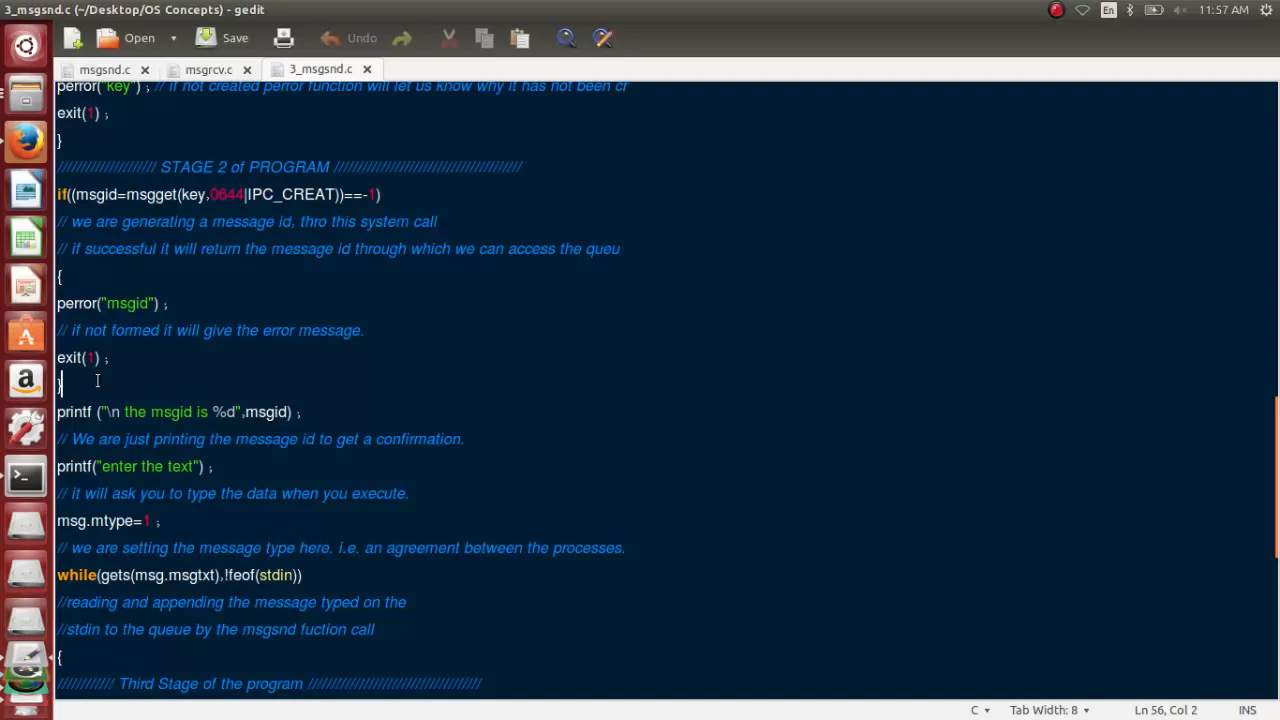 3_msgsnd.c (~/Desktop/OS Concepts) - gedit
En
11:57 AM
Open
Save
Undo
msgsnd.c
msgrcv.c
3_msgsnd.c
perror("key") ; // if not created perror function will let us know why it has not been cr
exit(1) ;
}
//////////////////// STAGE 2 of PROGRAM //////////////////////////////////////
if((msgid=msgget(key,0644|IPC_CREAT))==-1)
// we are generating a message id, thro this system call
// if successful it will return the message id through which we can access the queu
{
perror("msgid") ;
// if not formed it will give the error message.
exit(1) ;
}
printf ("\n the msgid is %d",msgid) ;
// We are just printing the message id to get a confirmation.
printf("enter the text") ;
// it will ask you to type the data when you execute.
msg.mtype=1 ;
// we are setting the message type here. i.e. an agreement between the processes.
while(gets(msg.msgtxt),!feof(stdin))
//reading and appending the message typed on the
//stdin to the queue by the msgsnd fuction call
{
//////////// Third Stage of the program ///////////////////////////////////
C
Tab Width: 8
Ln 56, Col 2
INS